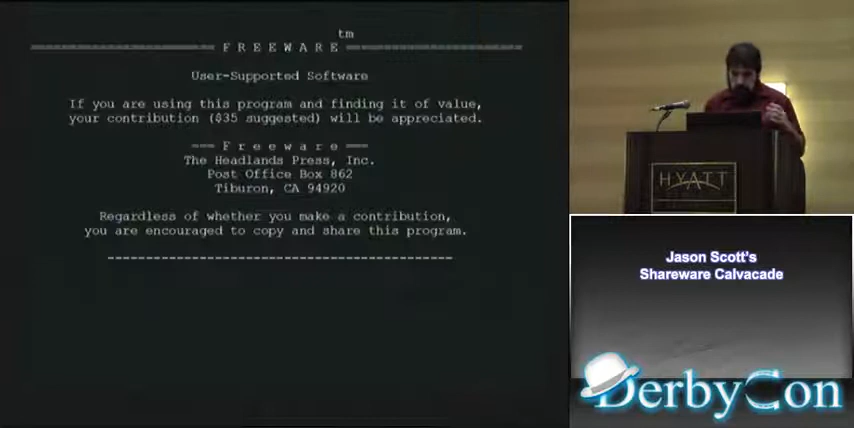 tm
=== F R E E W A R E ===
User-Supported Software
If you are using this program and finding it of value,
your contribution ($35 suggested) will be appreciated.
=== F r e e w a r e ===
The Headlands Press, Inc.
Post Office Box 862
Tiburon, CA 94920
Regardless of whether you make a contribution,
you are encouraged to copy and share this program.
HYATT
Jason Scott's
Shareware Calvacade
DerbyCon